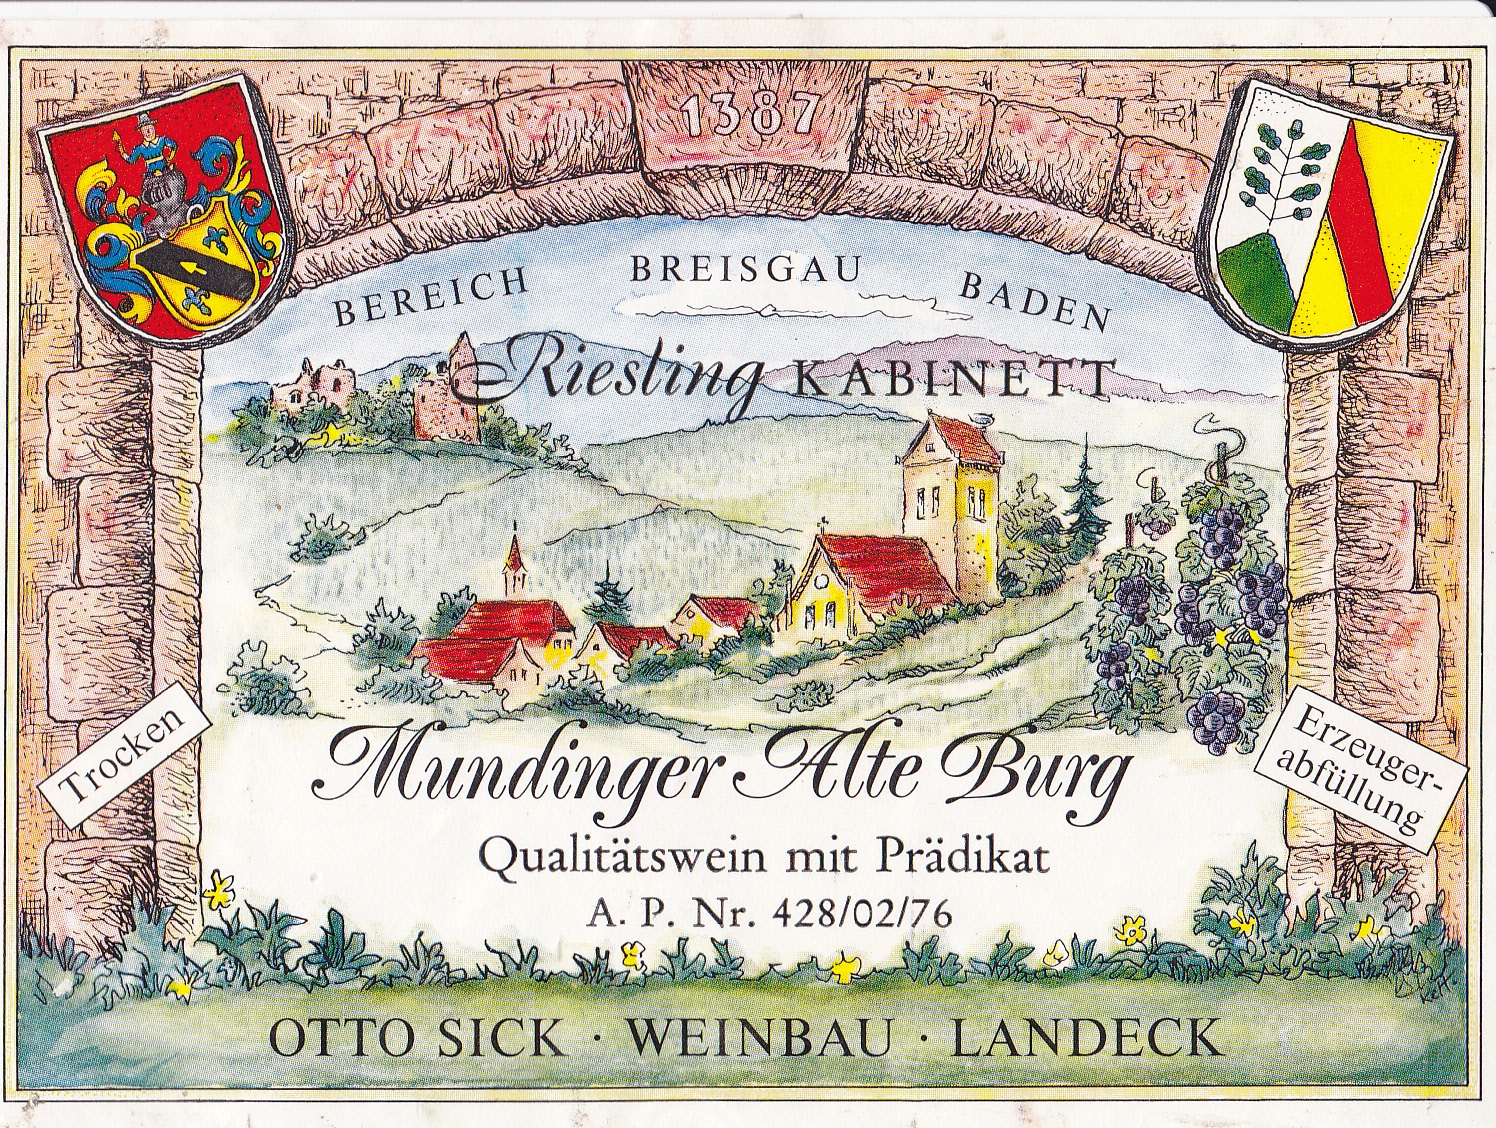 1387
BEREICH BREISGAU BADEN
Riesling KABINETT
Trocken
Erzeuger-
abfüllung
Mundinger Alte Burg
Qualitätswein mit Prädikat
A. P. Nr. 428/02/76
OTTO SICK · WEINBAU · LANDECK